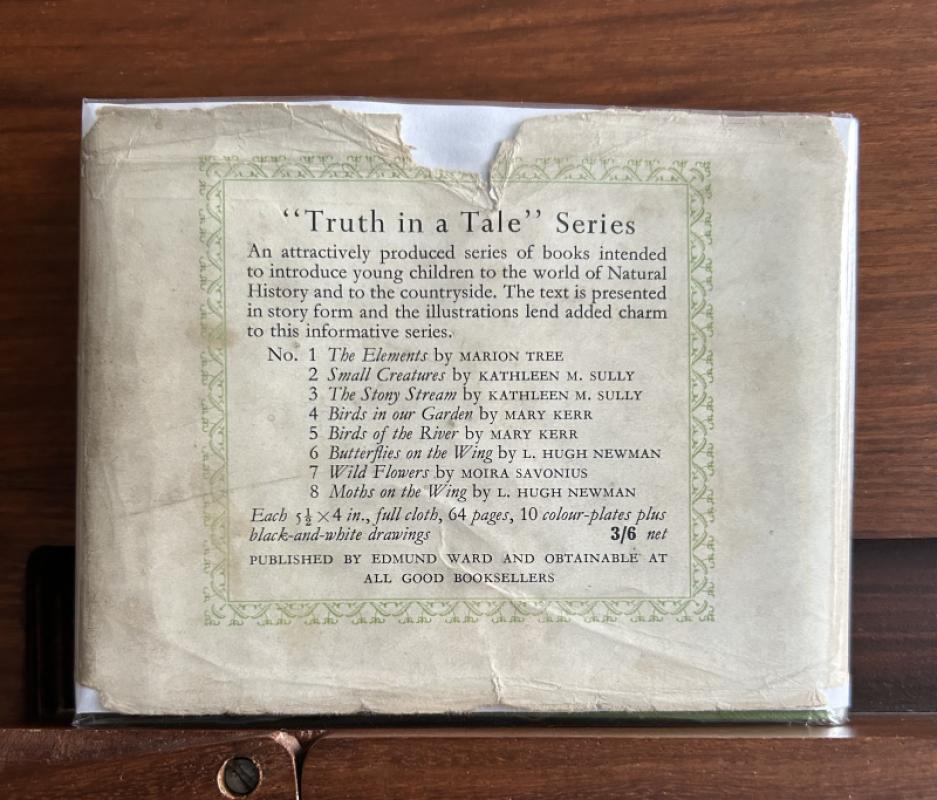 “Truth in a Tale” Series
An attractively produced series of books intended
to introduce young children to the world of Natural
History and to the countryside. The text is presented
in story form and the illustrations lend added charm
to this informative series.
No. 1 The Elements by MARION TREE
2 Small Creatures by KATHLEEN M. SULLY
3 The Stony Stream by KATHLEEN M. SULLY
4 Birds in our Garden by MARY KERR
5 Birds of the River by MARY KERR
6 Butterflies on the Wing by L. HUGH NEWMAN
7 Wild Flowers by MOIRA SAVONIUS
8 Moths on the Wing by L. HUGH NEWMAN
Each 5½ × 4 in., full cloth, 64 pages, 10 colour-plates plus
black-and-white drawings 3/6 net
PUBLISHED BY EDMUND WARD AND OBTAINABLE AT
ALL GOOD BOOKSELLERS